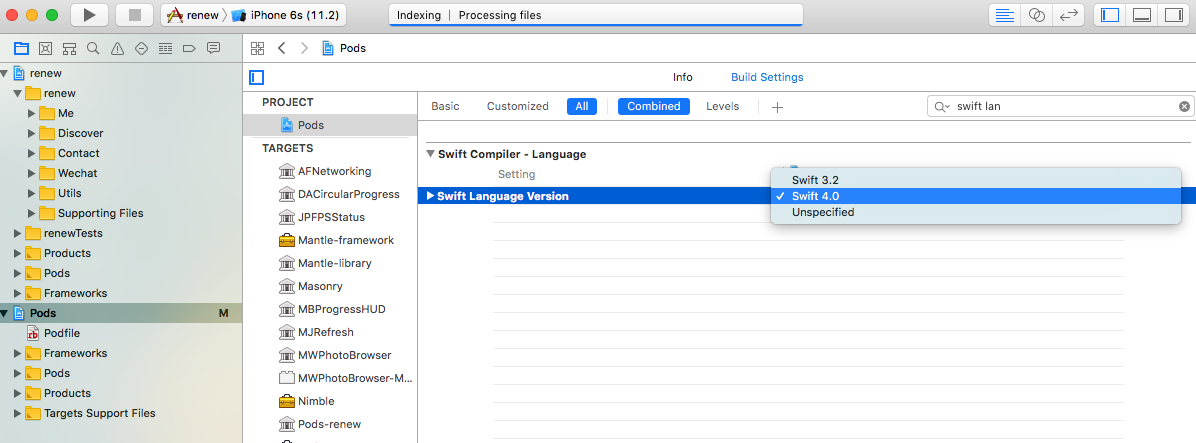 renew
iPhone 6s (11.2)
Indexing | Processing files
Pods
renew
renew
Me
Discover
Contact
Wechat
Utils
Supporting Files
renewTests
Products
Pods
Frameworks
Pods M
Podfile
Frameworks
Pods
Products
Targets Support Files
Info Build Settings
PROJECT
Pods
TARGETS
AFNetworking
DACircularProgress
JPFPSStatus
Mantle-framework
Mantle-library
Masonry
MBProgressHUD
MJRefresh
MWPhotoBrowser
MWPhotoBrowser-M...
Nimble
Pods-renew
Basic Customized All Combined Levels swift lan
Swift Compiler - Language
Setting
Swift Language Version
Swift 3.2
Swift 4.0
Unspecified